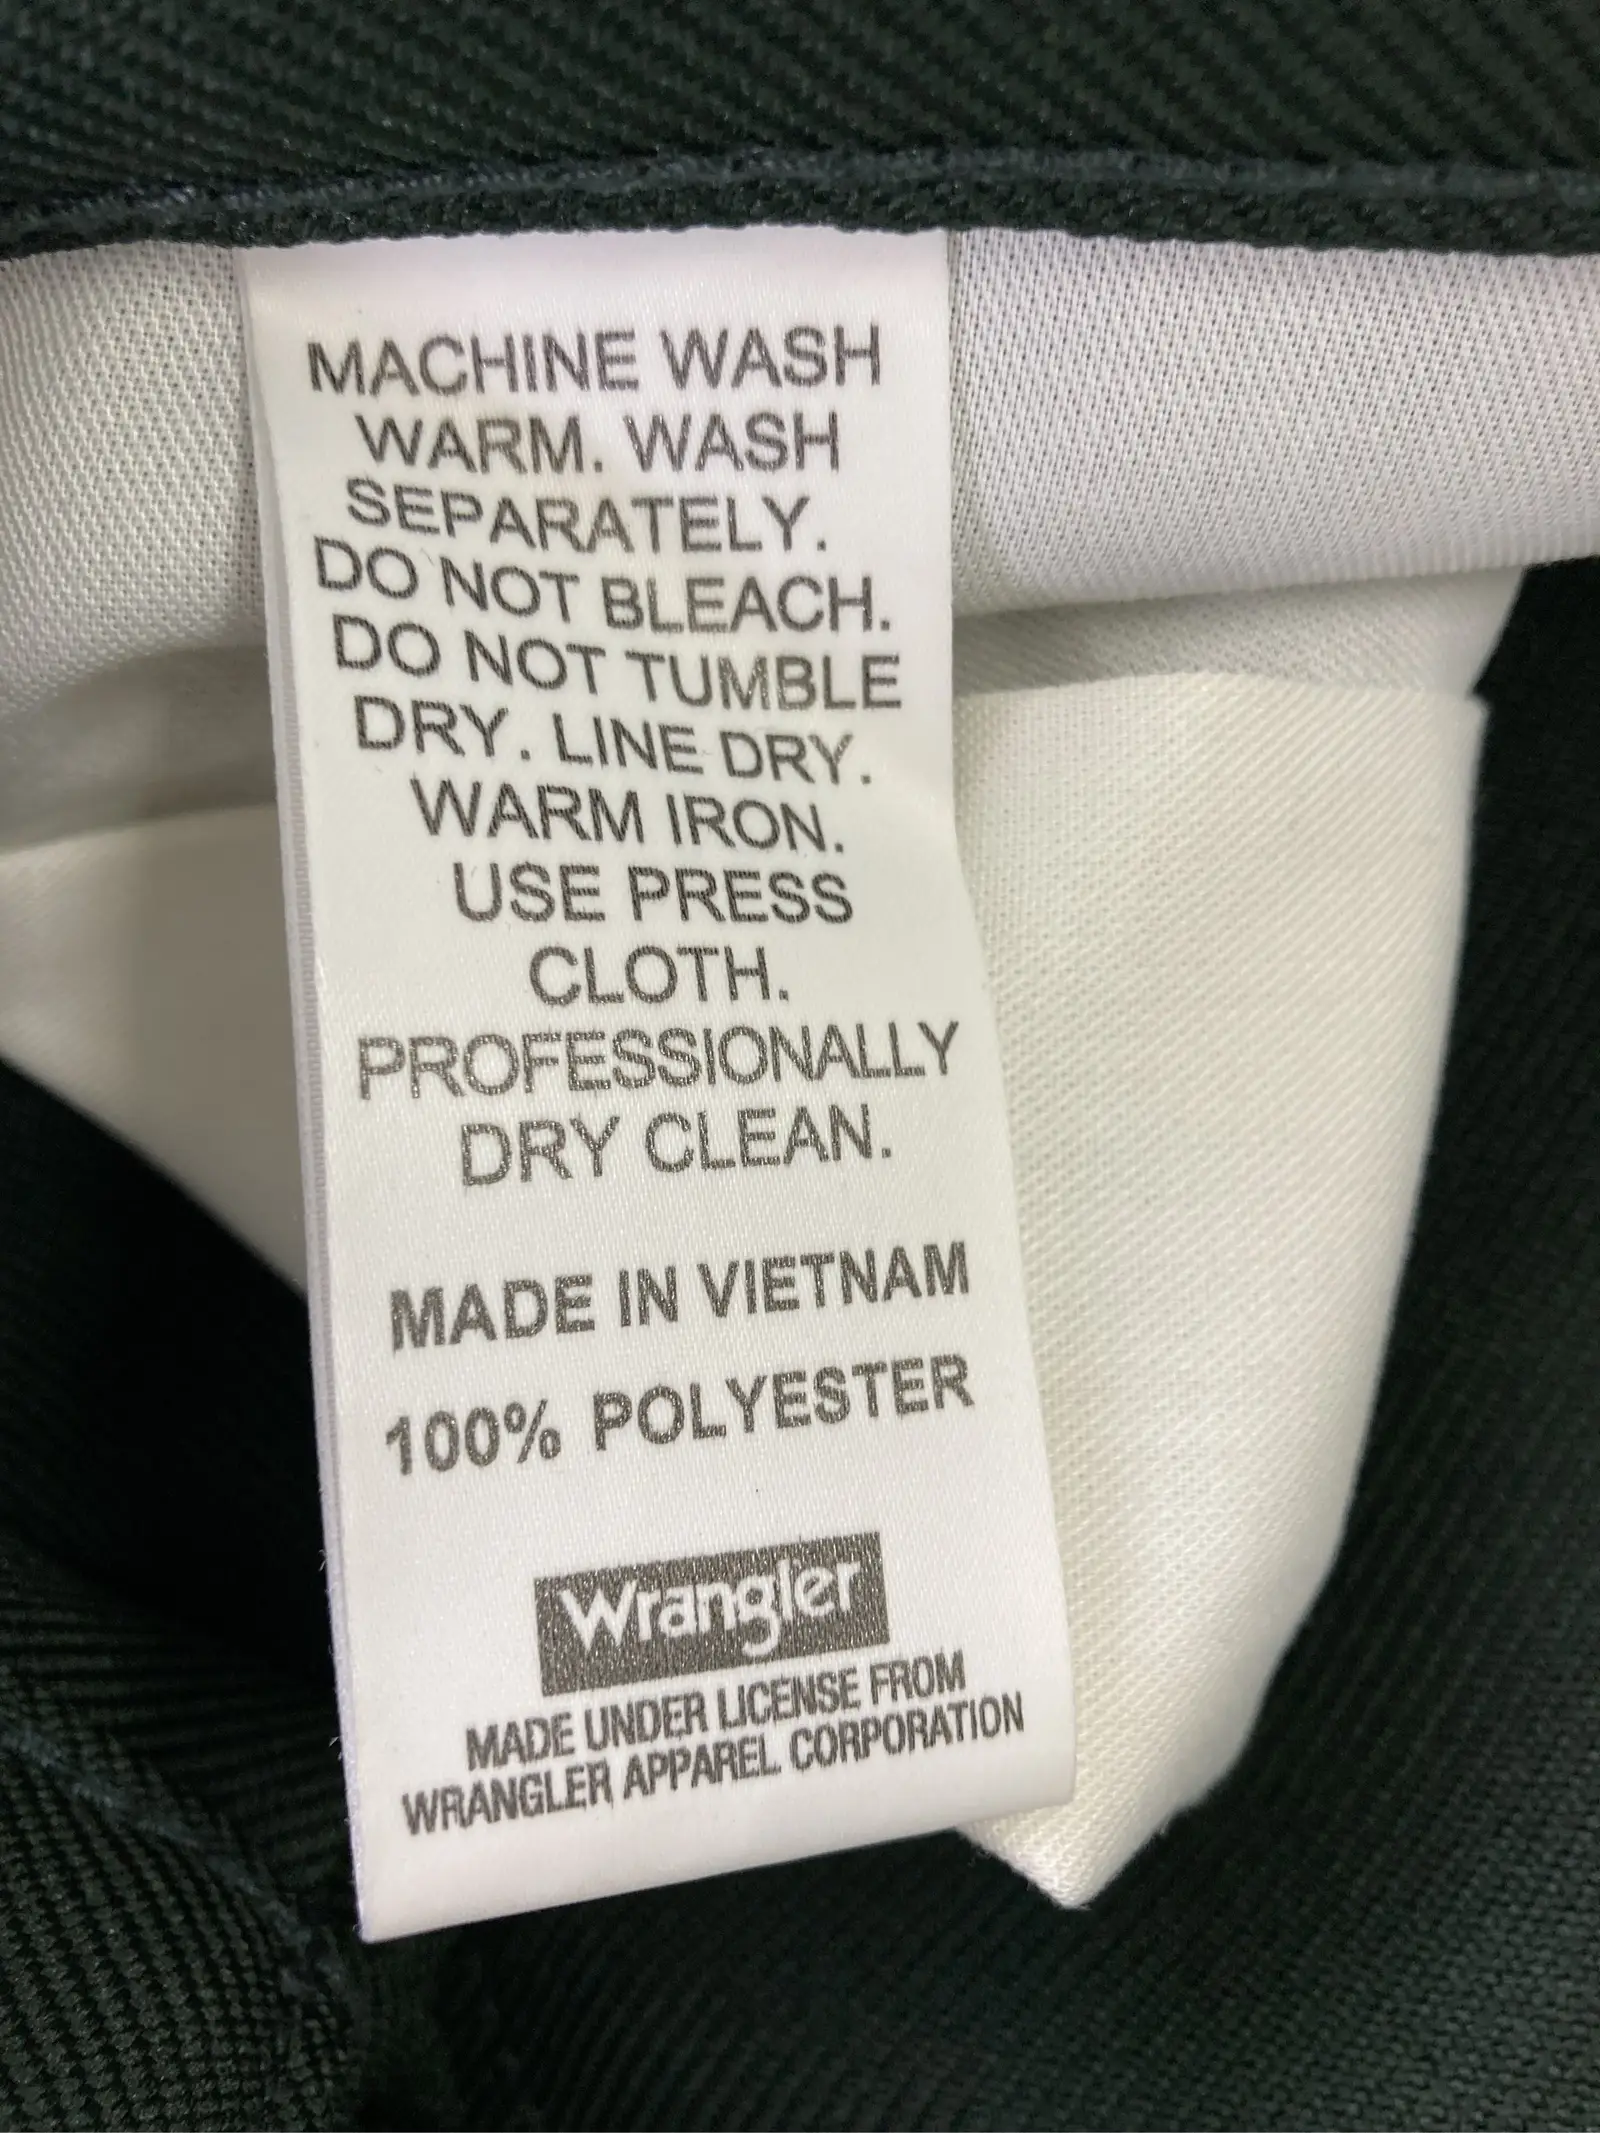 MACHINE WASH
WARM. WASH
SEPARATELY.
DO NOT BLEACH.
DO NOT TUMBLE
DRY. LINE DRY.
WARM IRON.
USE PRESS
CLOTH.
PROFESSIONALLY
DRY CLEAN.
MADE IN VIETNAM
100% POLYESTER
Wrangler
MADE UNDER LICENSE FROM
WRANGLER APPAREL CORPORATION